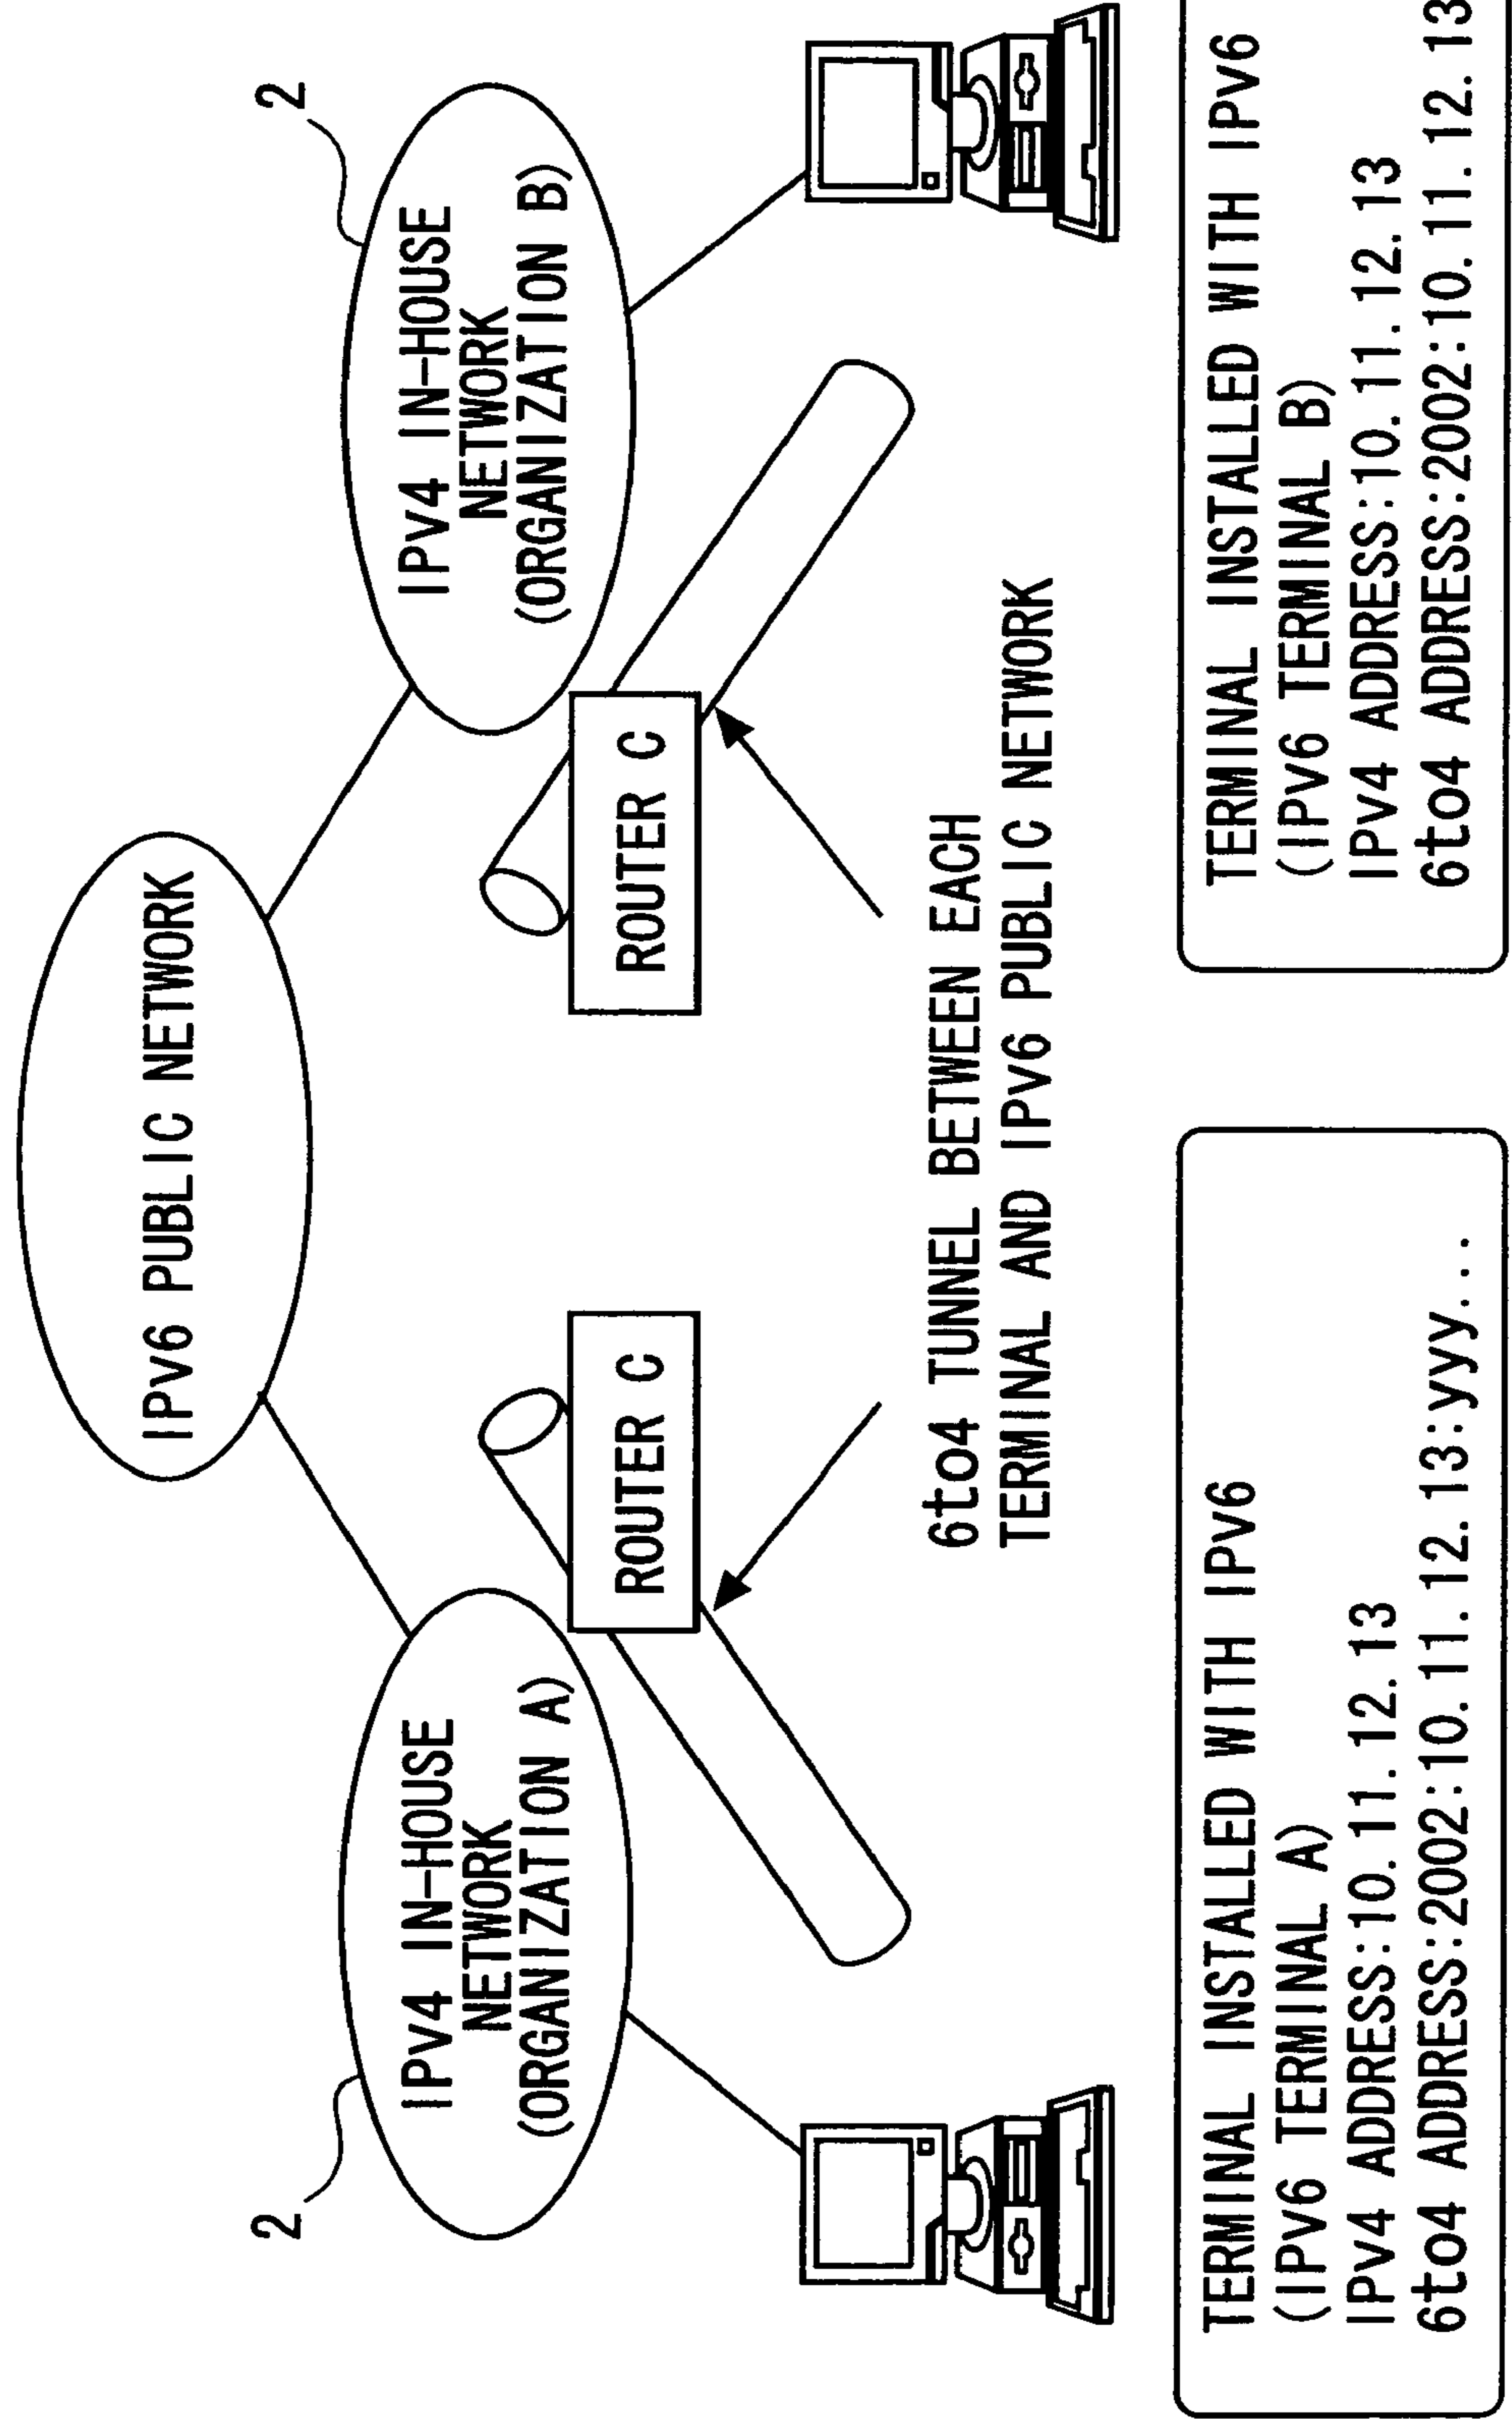 IPv6 PUBLIC NETWORK
2
IPv4 IN-HOUSE
NETWORK
(ORGANIZATION A)
2
IPv4 IN-HOUSE
NETWORK
(ORGANIZATION B)
ROUTER C
ROUTER C
6to4 TUNNEL BETWEEN EACH
TERMINAL AND IPv6 PUBLIC NETWORK
TERMINAL INSTALLED WITH IPv6
(IPv6 TERMINAL A)
IPv4 ADDRESS:10.11.12.13
6to4 ADDRESS:2002:10.11.12.13:yyy...
TERMINAL INSTALLED WITH IPv6
(IPv6 TERMINAL B)
IPv4 ADDRESS:10.11.12.13
6to4 ADDRESS:2002:10.11.12.13